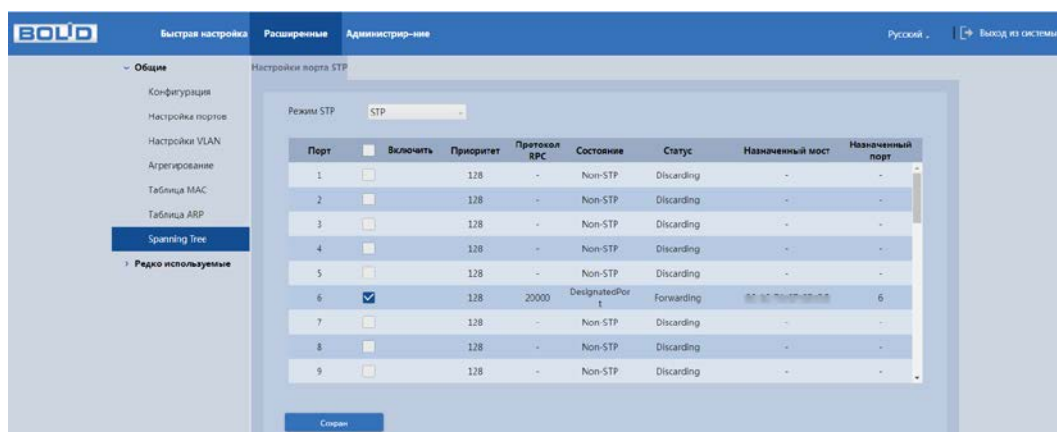 BOLID Быстрая настройка Расширенные Администрир-ние Русский Выход из системы
Общие
Конфигурация
Настройка портов
Настройки VLAN
Агрегирование
Таблица MAC
Таблица ARP
Spanning Tree
Редко используемые
Настройки порта STP
Режим STP STP
Порт Включить Приоритет Протокол RPC Состояние Статус Назначенный мост Назначенный порт
1 128 - Non-STP Discarding - -
2 128 - Non-STP Discarding - -
3 128 - Non-STP Discarding - -
4 128 - Non-STP Discarding - -
5 128 - Non-STP Discarding - -
6 128 20000 DesignatedPort Forwarding 6
7 128 - Non-STP Discarding - -
8 128 - Non-STP Discarding - -
9 128 - Non-STP Discarding - -
Сохран